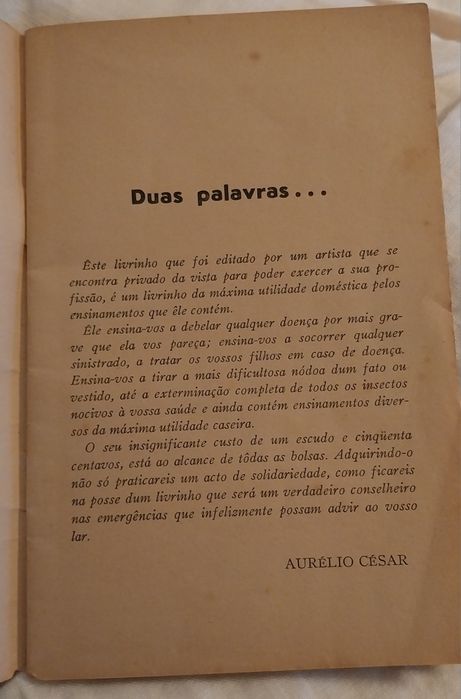 Duas palavras...
Êste livrinho que foi editado por um artista que se
encontra privado da vista para poder exercer a sua pro-
fissão, é um livrinho da máxima utilidade doméstica pelos
ensinamentos que êle contém.
Êle ensina-vos a debelar qualquer doença por mais gra-
ve que ela vos pareça; ensina-vos a socorrer qualquer
sinistrado, a tratar os vossos filhos em caso de doença.
Ensina-vos a tirar a mais dificultosa nódoa dum fato ou
vestido, até a exterminação completa de todos os insectos
nocivos à vossa saúde e ainda contém ensinamentos diver-
sos da máxima utilidade caseira.
O seu insignificante custo de um escudo e cinqüenta
centavos, está ao alcance de tôdas as bolsas. Adquirindo-o
não só praticareis um acto de solidariedade, como ficareis
na posse dum livrinho que será um verdadeiro conselheiro
nas emergências que infelizmente possam advir ao vosso
lar.
AURÉLIO CÉSAR